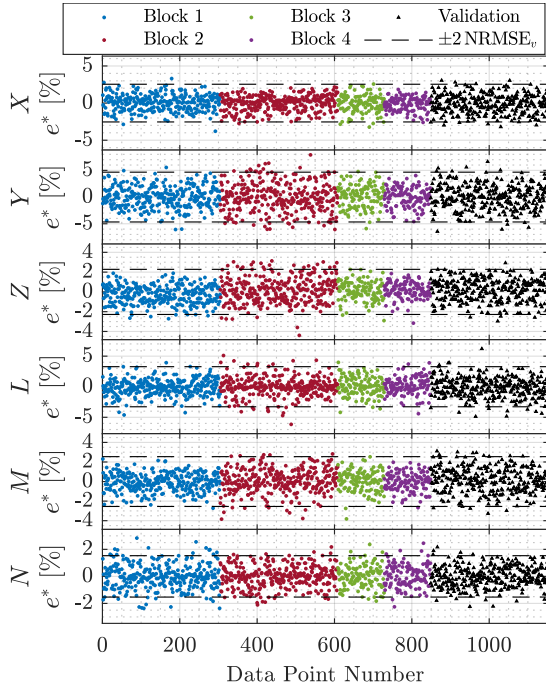 Block 1 Block 3 Validation
Block 2 Block 4 ±2 NRMSEᵥ
X
e* [%]
5
0
-5
Y
e* [%]
5
0
-5
Z
e* [%]
4
2
0
-2
-4
L
e* [%]
5
0
-5
M
e* [%]
4
2
0
-2
-4
N
e* [%]
2
0
-2
0 200 400 600 800 1000
Data Point Number